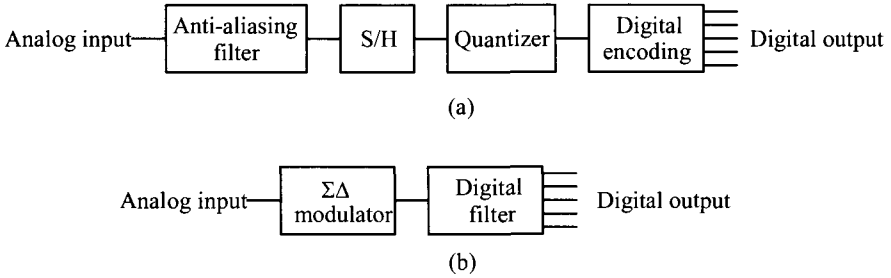 Analog input
Anti-aliasing
filter
S/H
Quantizer
Digital
encoding
Digital output
(a)
Analog input
ΣΔ
modulator
Digital
filter
Digital output
(b)